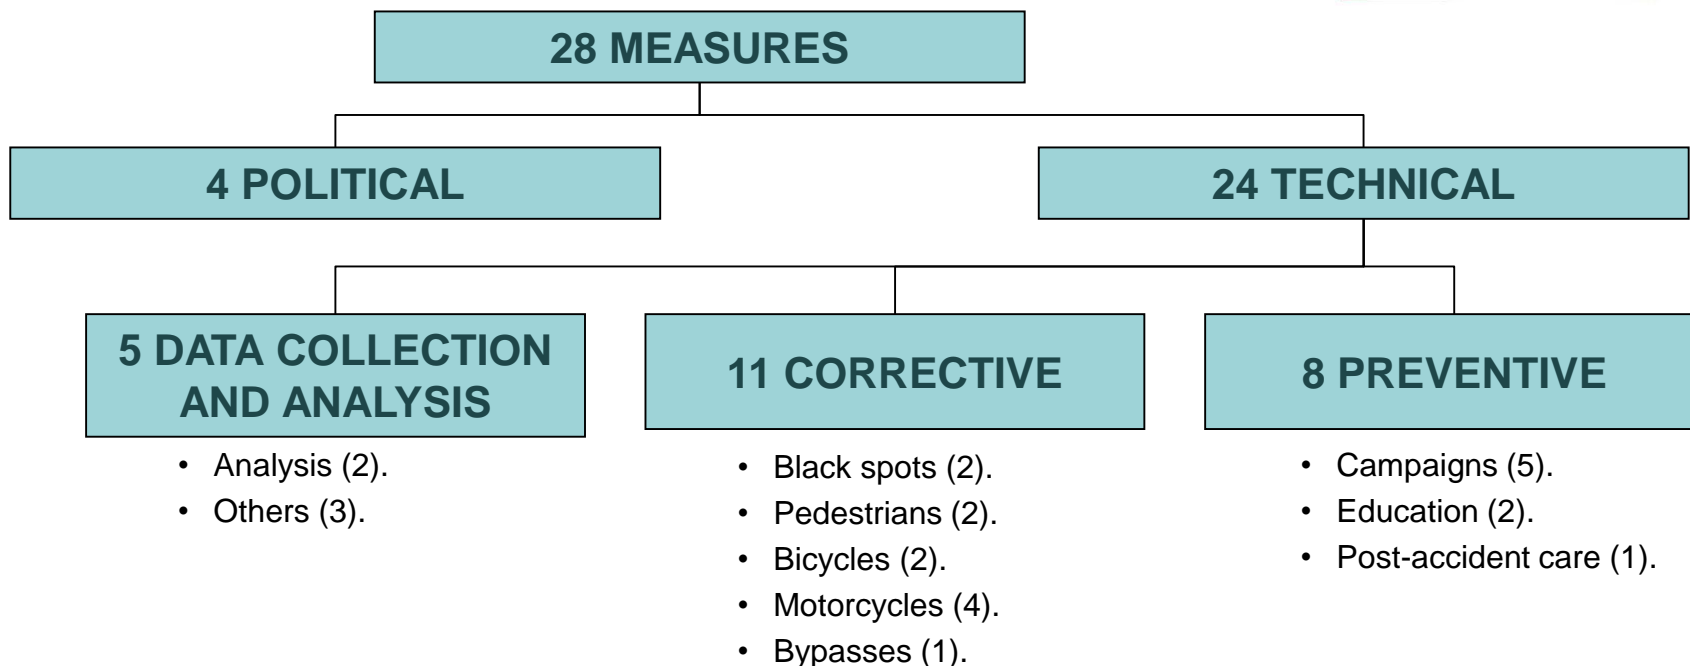 28 MEASURES
4 POLITICAL
24 TECHNICAL
5 DATA COLLECTION
AND ANALYSIS
• Analysis (2).
• Others (3).
11 CORRECTIVE
• Black spots (2).
• Pedestrians (2).
• Bicycles (2).
• Motorcycles (4).
• Bypasses (1).
8 PREVENTIVE
• Campaigns (5).
• Education (2).
• Post-accident care (1).